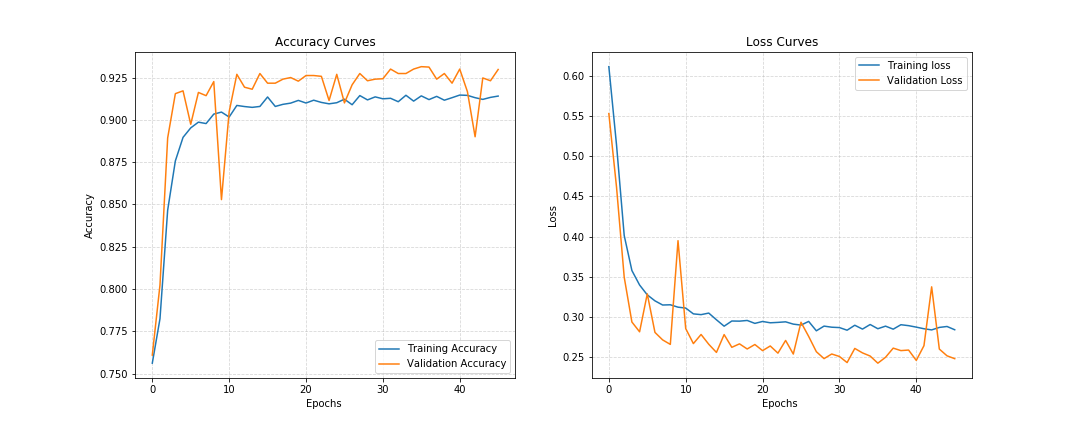 Accuracy Curves
Accuracy
0.925
0.900
0.875
0.850
0.825
0.800
0.775
0.750
0
10
20
30
40
Epochs
Training Accuracy
Validation Accuracy
Loss Curves
Loss
0.60
0.55
0.50
0.45
0.40
0.35
0.30
0.25
0
10
20
30
40
Epochs
Training loss
Validation Loss